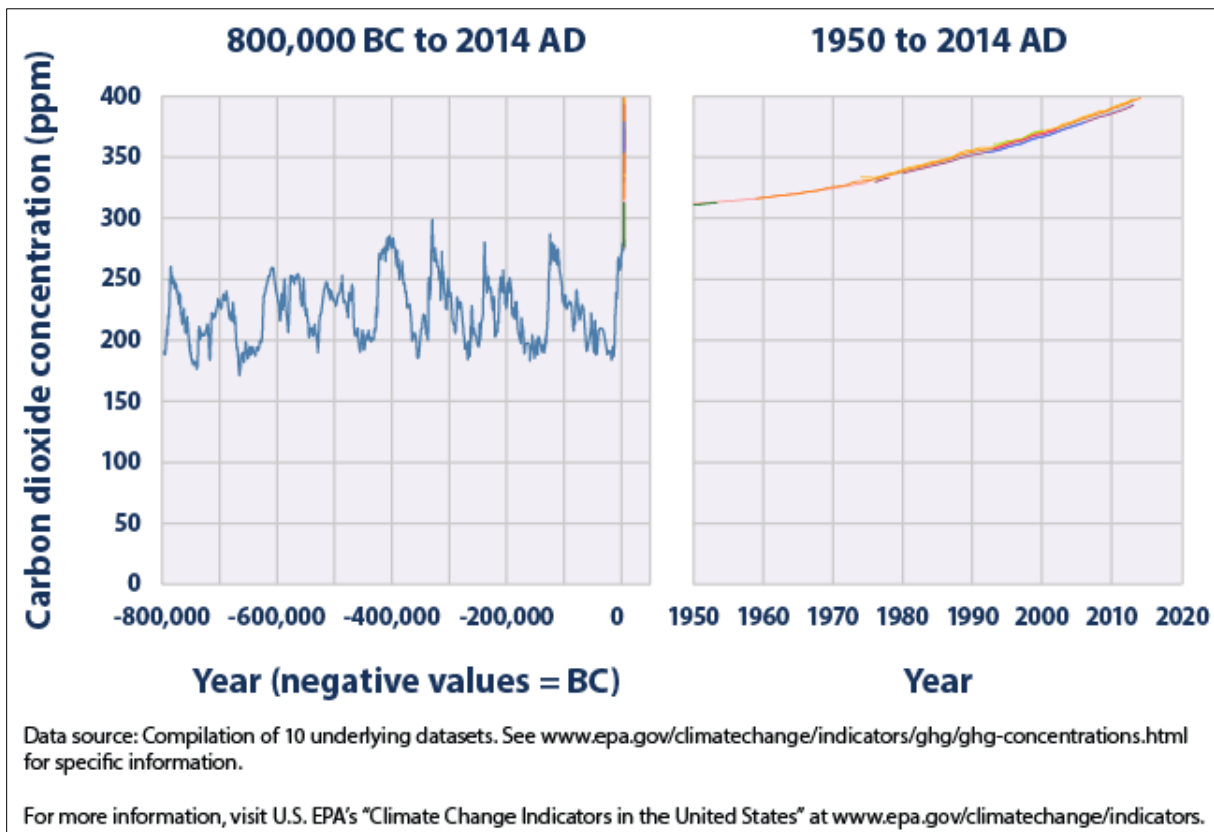 800,000 BC to 2014 AD
1950 to 2014 AD
Carbon dioxide concentration (ppm)
400
350
300
250
200
150
100
50
0
-800,000 -600,000 -400,000 -200,000 0
1950 1960 1970 1980 1990 2000 2010 2020
Year (negative values = BC)
Year
Data source: Compilation of 10 underlying datasets. See www.epa.gov/climatechange/indicators/ghg/ghg-concentrations.html
for specific information.
For more information, visit U.S. EPA's “Climate Change Indicators in the United States” at www.epa.gov/climatechange/indicators.